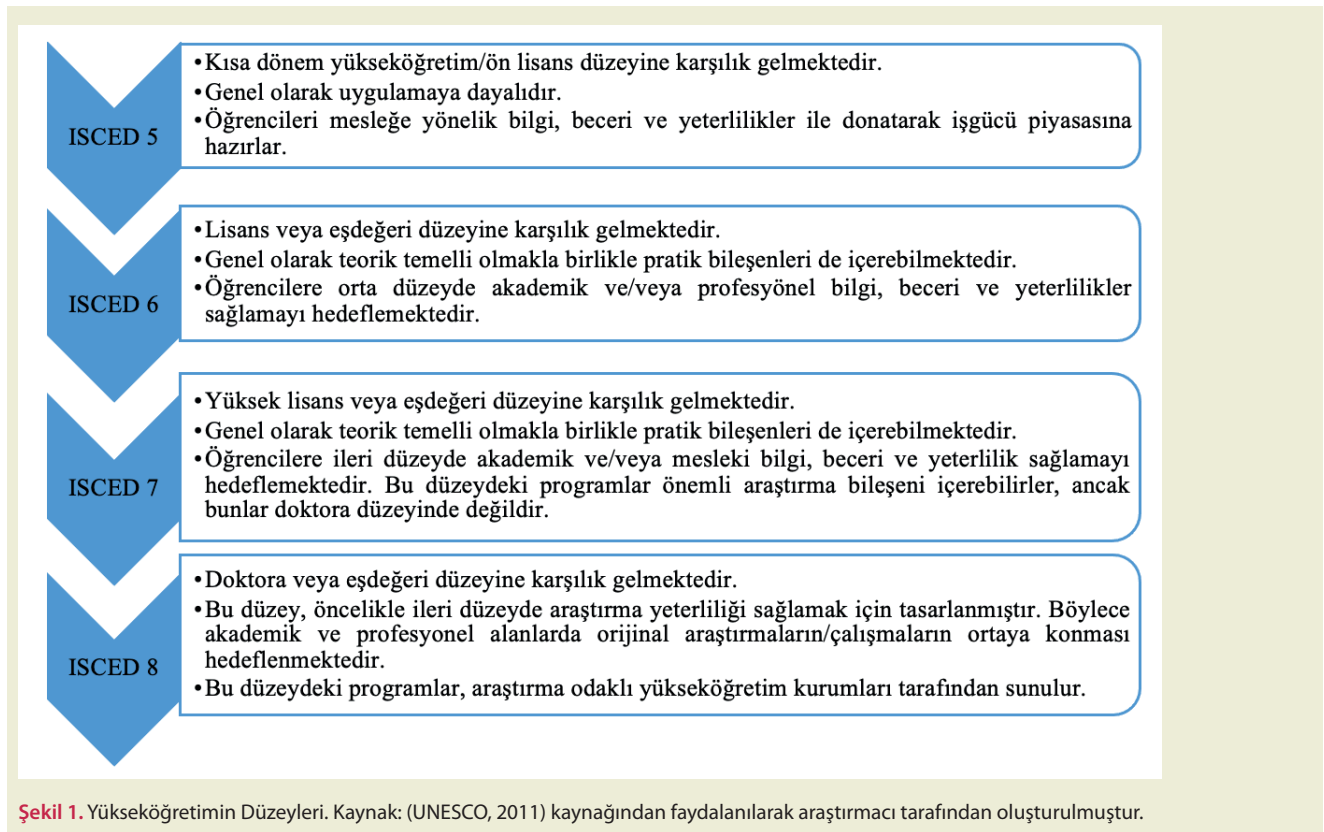 ISCED 5
•Kısa dönem yükseköğretim/ön lisans düzeyine karşılık gelmektedir.
•Genel olarak uygulamaya dayalıdır.
•Öğrencileri mesleğe yönelik bilgi, beceri ve yeterlilikler ile donatarak işgücü piyasasına
hazırlar.
ISCED 6
•Lisans veya eşdeğeri düzeyine karşılık gelmektedir.
•Genel olarak teorik temelli olmakla birlikte pratik bileşenleri de içerebilmektedir.
•Öğrencilere orta düzeyde akademik ve/veya profesyönel bilgi, beceri ve yeterlilikler
sağlamayı hedeflemektedir.
ISCED 7
•Yüksek lisans veya eşdeğeri düzeyine karşılık gelmektedir.
•Genel olarak teorik temelli olmakla birlikte pratik bileşenleri de içerebilmektedir.
•Öğrencilere ileri düzeyde akademik ve/veya mesleki bilgi, beceri ve yeterlilik sağlamayı
hedeflemektedir. Bu düzeydeki programlar önemli araştırma bileşeni içerebilirler, ancak
bunlar doktora düzeyinde değildir.
ISCED 8
•Doktora veya eşdeğeri düzeyine karşılık gelmektedir.
•Bu düzey, öncelikle ileri düzeyde araştırma yeterliliği sağlamak için tasarlanmıştır. Böylece
akademik ve profesyonel alanlarda orijinal araştırmaların/çalışmaların ortaya konması
hedeflenmektedir.
•Bu düzeydeki programlar, araştırma odaklı yükseköğretim kurumları tarafından sunulur.
Şekil 1. Yükseköğretimin Düzeyleri. Kaynak: (UNESCO, 2011) kaynağından faydalanılarak araştırmacı tarafından oluşturulmuştur.